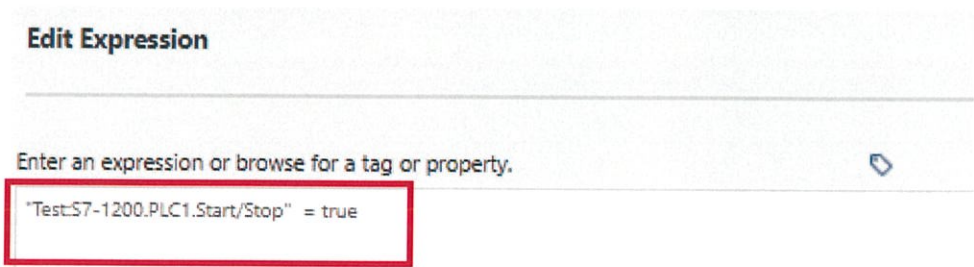 Edit Expression
Enter an expression or browse for a tag or property.
"Test:S7-1200.PLC1.Start/Stop" = true